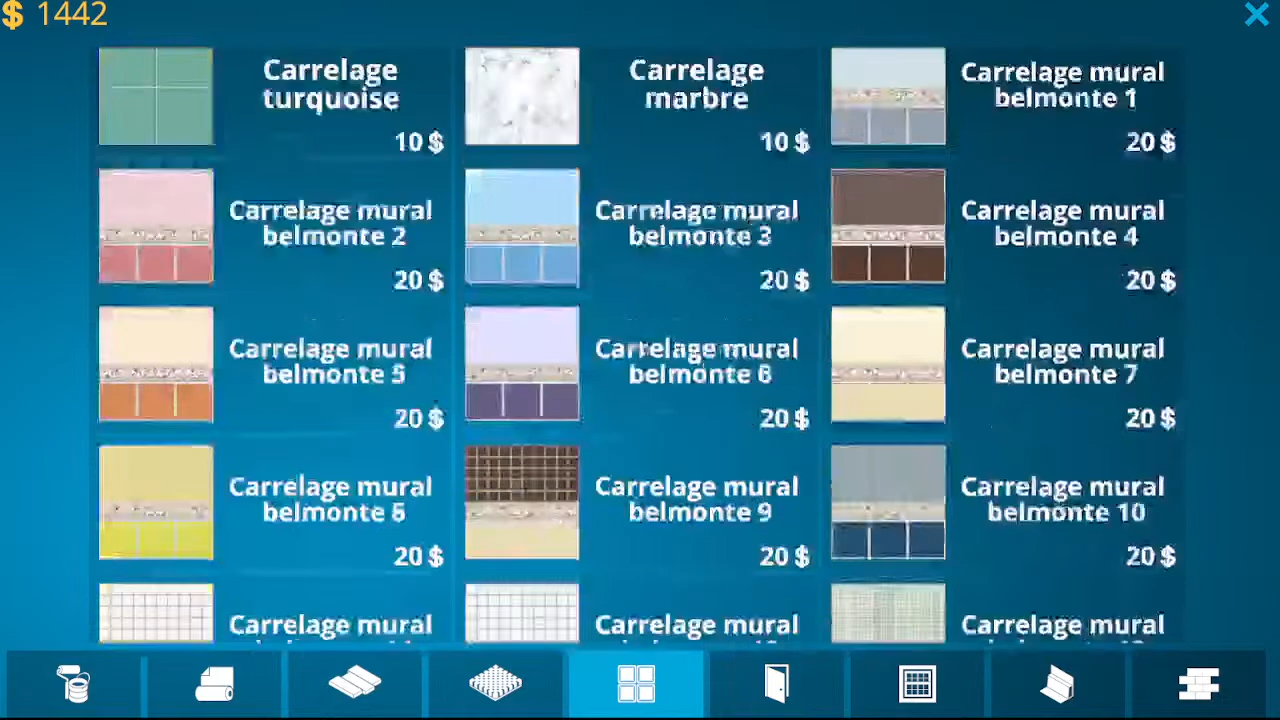 $ 1442
Carrelage
turquoise
10 $
Carrelage
marbre
10 $
Carrelage mural
belmonte 1
20 $
Carrelage mural
belmonte 2
20 $
Carrelage mural
belmonte 3
20 $
Carrelage mural
belmonte 4
20 $
Carrelage mural
belmonte 5
20 $
Carrelage mural
belmonte 6
20 $
Carrelage mural
belmonte 7
20 $
Carrelage mural
belmonte
20 $
Carrelage mural
belmonte 9
20 $
Carrelage mural
belmonte 10
20 $
Carrelage mural
Carrelage mural
Carrelage mural